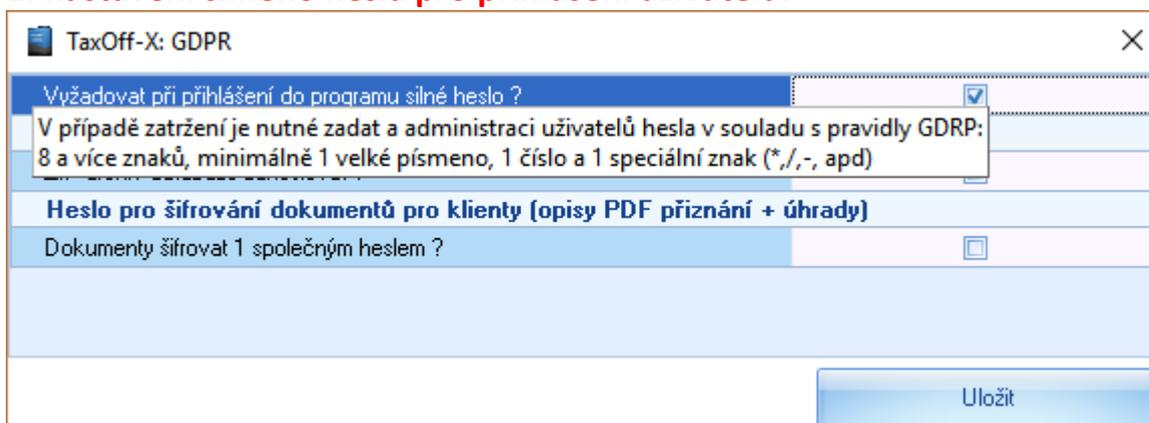 TaxOff-X: GDPR
Vyžadovat při přihlášení do programu silné heslo ?
V případě zatržení je nutné zadat a administraci uživatelů hesla v souladu s pravidly GDRP:
8 a více znaků, minimálně 1 velké písmeno, 1 číslo a 1 speciální znak (*,/,-, apd)
Heslo pro šifrování dokumentů pro klienty (opisy PDF přiznání + úhrady)
Dokumenty šifrovat 1 společným heslem ?
Uložit